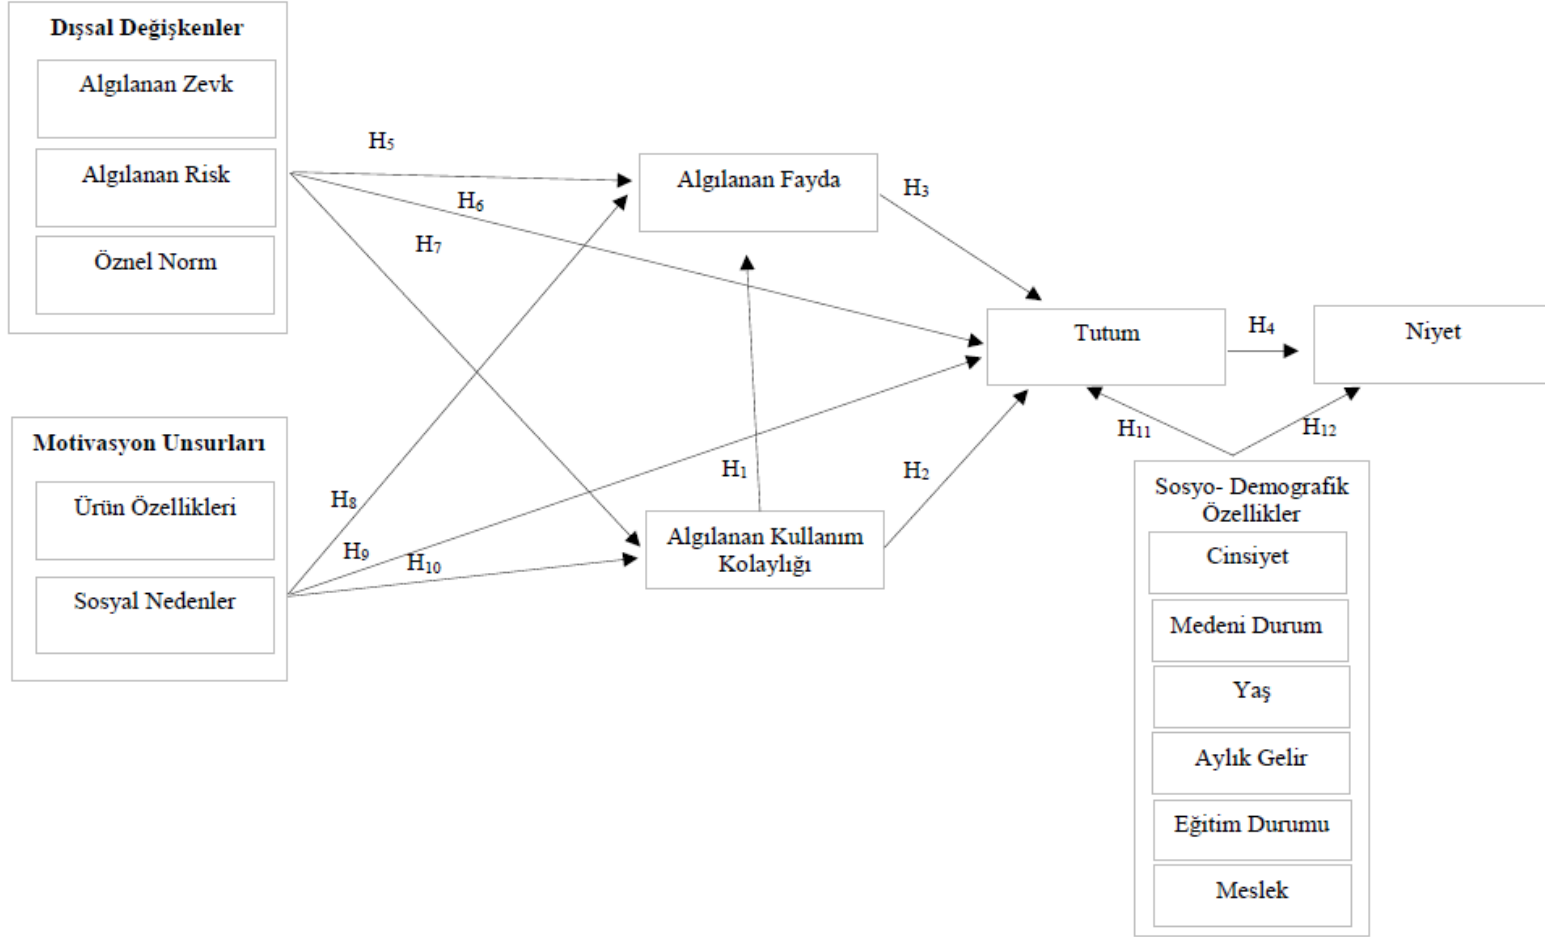 Dışsal Değişkenler
Algılanan Zevk
Algılanan Risk
Öznel Norm
Motivasyon Unsurları
Ürün Özellikleri
Sosyal Nedenler
H5
H6
H7
H8
H9
H10
Algılanan Fayda
H1
Algılanan Kullanım
Kolaylığı
H3
H2
Tutum
H4
Niyet
H11
H12
Sosyo- Demografik
Özellikler
Cinsiyet
Medeni Durum
Yaş
Aylık Gelir
Eğitim Durumu
Meslek